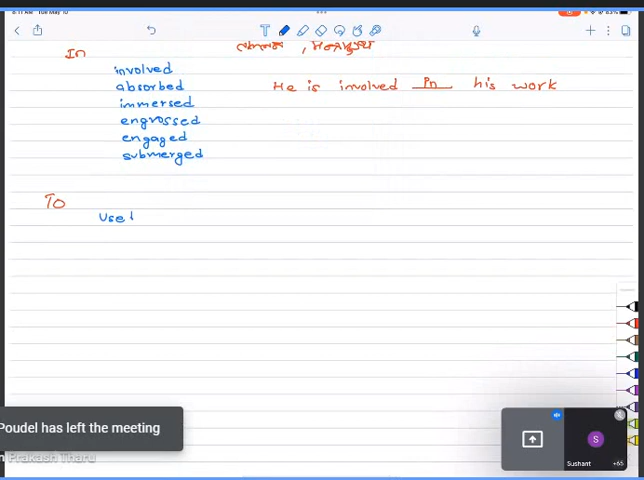 In
involved
absorbed He is involved in his work
immersed
engrossed
engaged
submerged
To
Use
Poudel has left the meeting
Prakash Tharu
Sushant +65